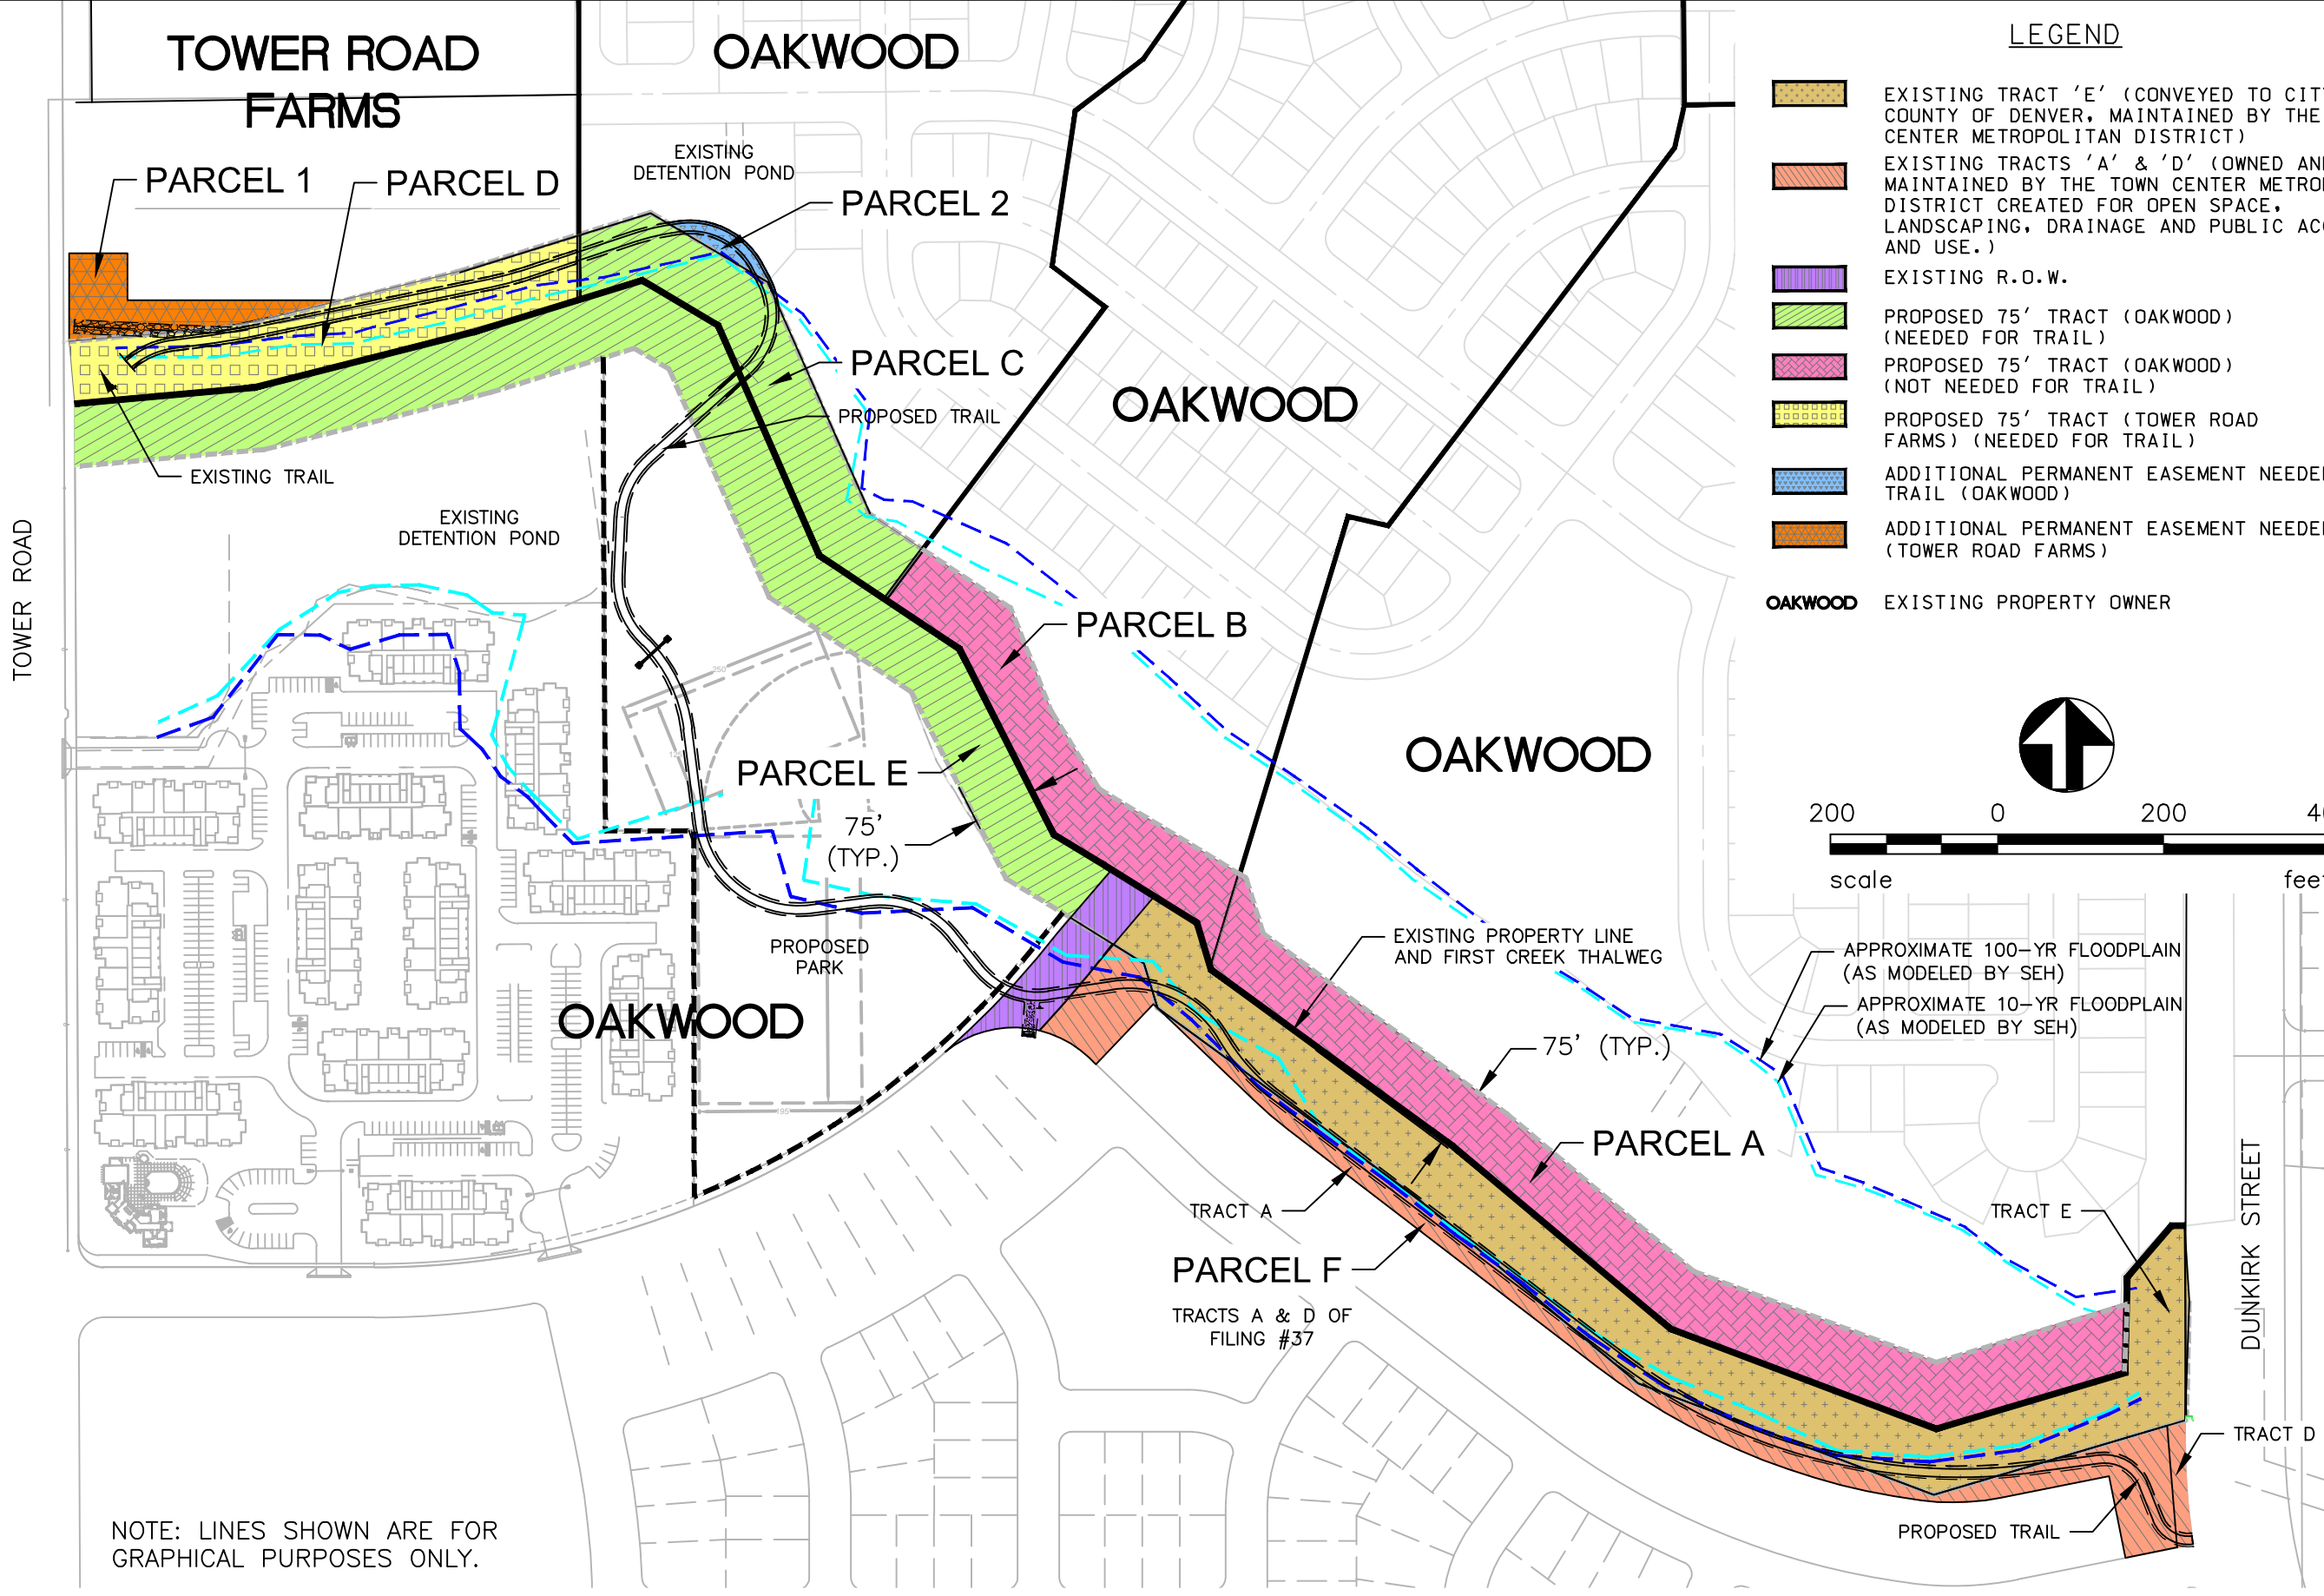 TOWER ROAD
FARMS
OAKWOOD
LEGEND
EXISTING TRACT 'E' (CONVEYED TO
COUNTY OF DENVER, MAINTAINED BY THE
CENTER METROPOLITAN DISTRICT)
EXISTING TRACTS 'A' & 'D' (OWNED
MAINTAINED BY THE TOWN CENTER
DISTRICT CREATED FOR OPEN SPACE,
LANDSCAPING, DRAINAGE AND PUBLIC
AND USE.)
EXISTING R.O.W.
PROPOSED 75' TRACT (OAKWOOD)
(NEEDED FOR TRAIL)
PROPOSED 75' TRACT (OAKWOOD)
(NOT NEEDED FOR TRAIL)
PROPOSED 75' TRACT (TOWER ROAD
FARMS) (NEEDED FOR TRAIL)
ADDITIONAL PERMANENT EASEMENT
TRAIL (OAKWOOD)
ADDITIONAL PERMANENT EASEMENT
(TOWER ROAD FARMS)
OAKWOOD EXISTING PROPERTY OWNER
200 0 200
scale
EXISTING
DETENTION POND
PARCEL 1
PARCEL D
PARCEL 2
PARCEL C
PROPOSED TRAIL
OAKWOOD
EXISTING TRAIL
EXISTING
DETENTION POND
TOWER ROAD
PARCEL B
250
OAKWOOD
PARCEL E
75'
(TYP.)
PROPOSED
PARK
OAKWOOD
195
EXISTING PROPERTY LINE
AND FIRST CREEK THALWEG
APPROXIMATE 100-YR FLOODPLAIN
(AS MODELED BY SEH)
APPROXIMATE 10-YR FLOODPLAIN
(AS MODELED BY SEH)
75' (TYP.)
PARCEL A
TRACT A
TRACT E
DUNKIRK STREET
PARCEL F
TRACTS A & D OF
FILING #37
TRACT D
PROPOSED TRAIL
NOTE: LINES SHOWN ARE FOR
GRAPHICAL PURPOSES ONLY.